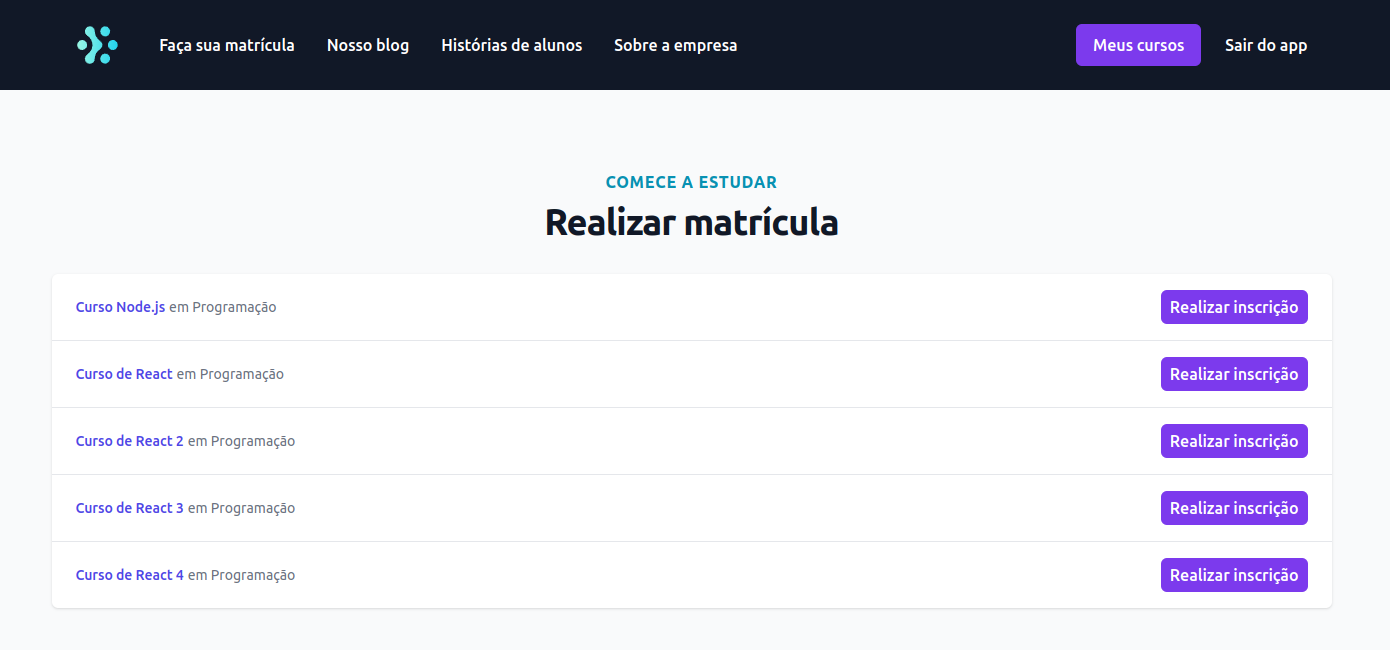 Faça sua matrícula Nosso blog Histórias de alunos Sobre a empresa Meus cursos Sair do app
COMECE A ESTUDAR
Realizar matrícula
Curso Node.js em Programação Realizar inscrição
Curso de React em Programação Realizar inscrição
Curso de React 2 em Programação Realizar inscrição
Curso de React 3 em Programação Realizar inscrição
Curso de React 4 em Programação Realizar inscrição